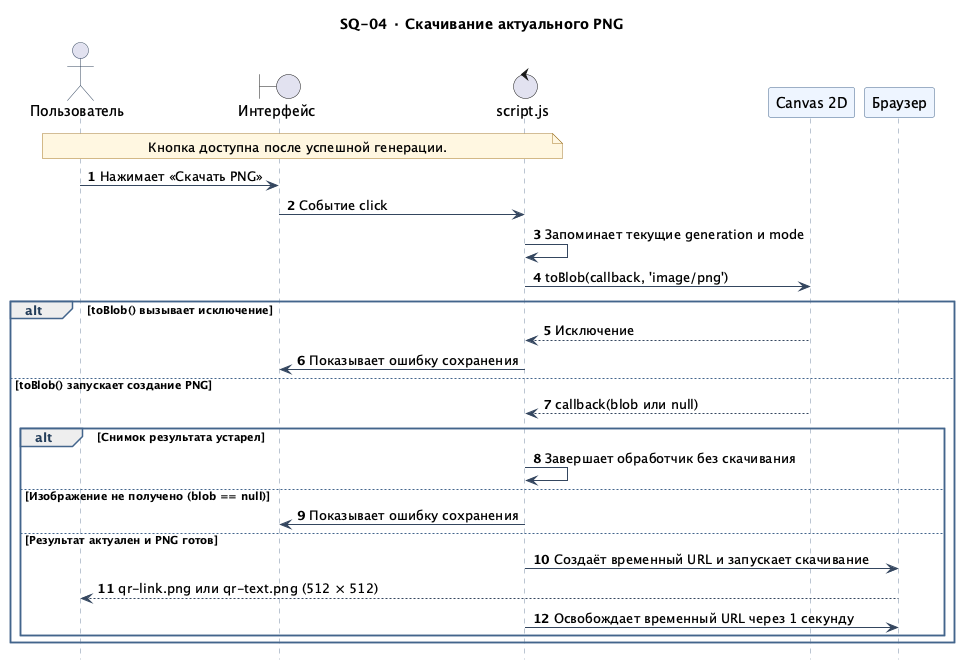 SQ-04 · Скачивание актуального PNG
Пользователь
Интерфейс
script.js
Canvas 2D
Браузер
Кнопка доступна после успешной генерации.
1 Нажимает «Скачать PNG»
2 Событие click
3 Запоминает текущие generation и mode
4 toBlob(callback, 'image/png')
alt [toBlob() вызывает исключение]
5 Исключение
6 Показывает ошибку сохранения
[toBlob() запускает создание PNG]
7 callback(blob или null)
alt [Снимок результата устарел]
8 Завершает обработчик без скачивания
[Изображение не получено (blob == null)]
9 Показывает ошибку сохранения
[Результат актуален и PNG готов]
10 Создаёт временный URL и запускает скачивание
11 qr-link.png или qr-text.png (512 × 512)
12 Освобождает временный URL через 1 секунду